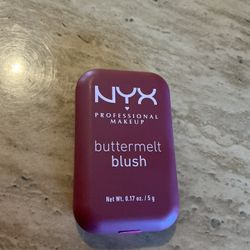 NYX
PROFESSIONAL
MAKEUP
buttermelt
blush
Net Wt. 0.17 oz. / 5 g